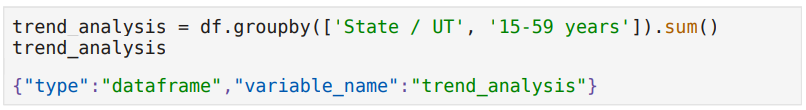 trend_analysis = df.groupby(['State / UT', '15-59 years']).sum()
trend_analysis
{"type":"dataframe","variable_name":"trend_analysis"}